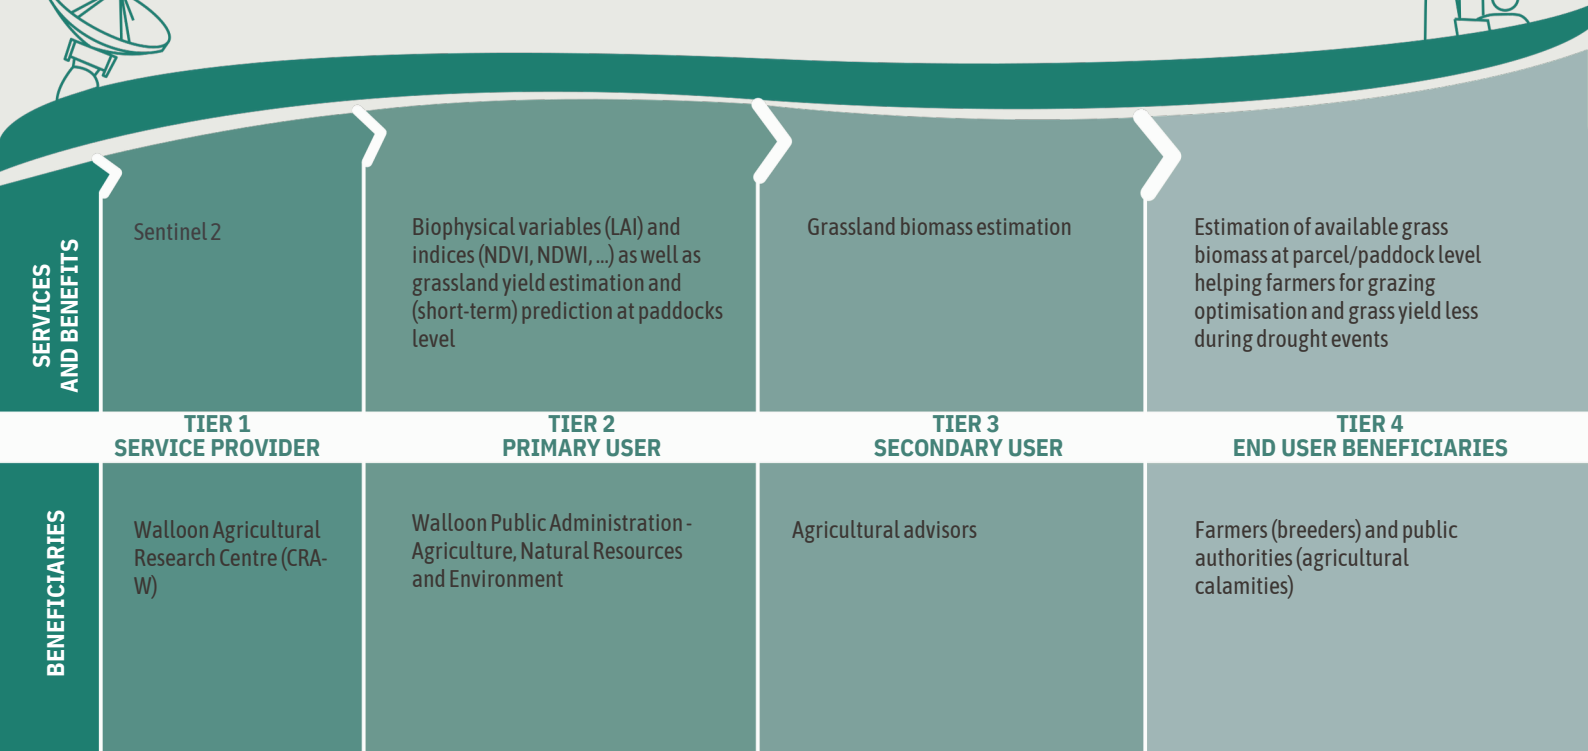 SERVICES
AND BENEFITS
Sentinel 2
Biophysical variables (LAI) and
indices (NDVI, NDWI, ...) as well as
grassland yield estimation and
(short-term) prediction at paddocks
level
Grassland biomass estimation
Estimation of available grass
biomass at parcel/paddock level
helping farmers for grazing
optimisation and grass yield less
during drought events
TIER 1
SERVICE PROVIDER
TIER 2
PRIMARY USER
TIER 3
SECONDARY USER
TIER 4
END USER BENEFICIARIES
BENEFICIARIES
Walloon Agricultural
Research Centre (CRA-
W)
Walloon Public Administration -
Agriculture, Natural Resources
and Environment
Agricultural advisors
Farmers (breeders) and public
authorities (agricultural
calamities)